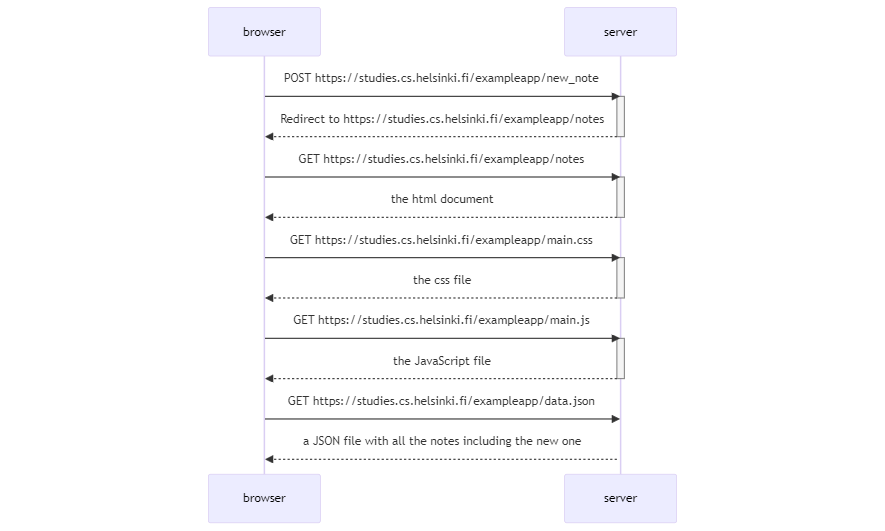 browser server
POST https://studies.cs.helsinki.fi/exampleapp/new_note
Redirect to https://studies.cs.helsinki.fi/exampleapp/notes
GET https://studies.cs.helsinki.fi/exampleapp/notes
the html document
GET https://studies.cs.helsinki.fi/exampleapp/main.css
the css file
GET https://studies.cs.helsinki.fi/exampleapp/main.js
the JavaScript file
GET https://studies.cs.helsinki.fi/exampleapp/data.json
a JSON file with all the notes including the new one
browser server